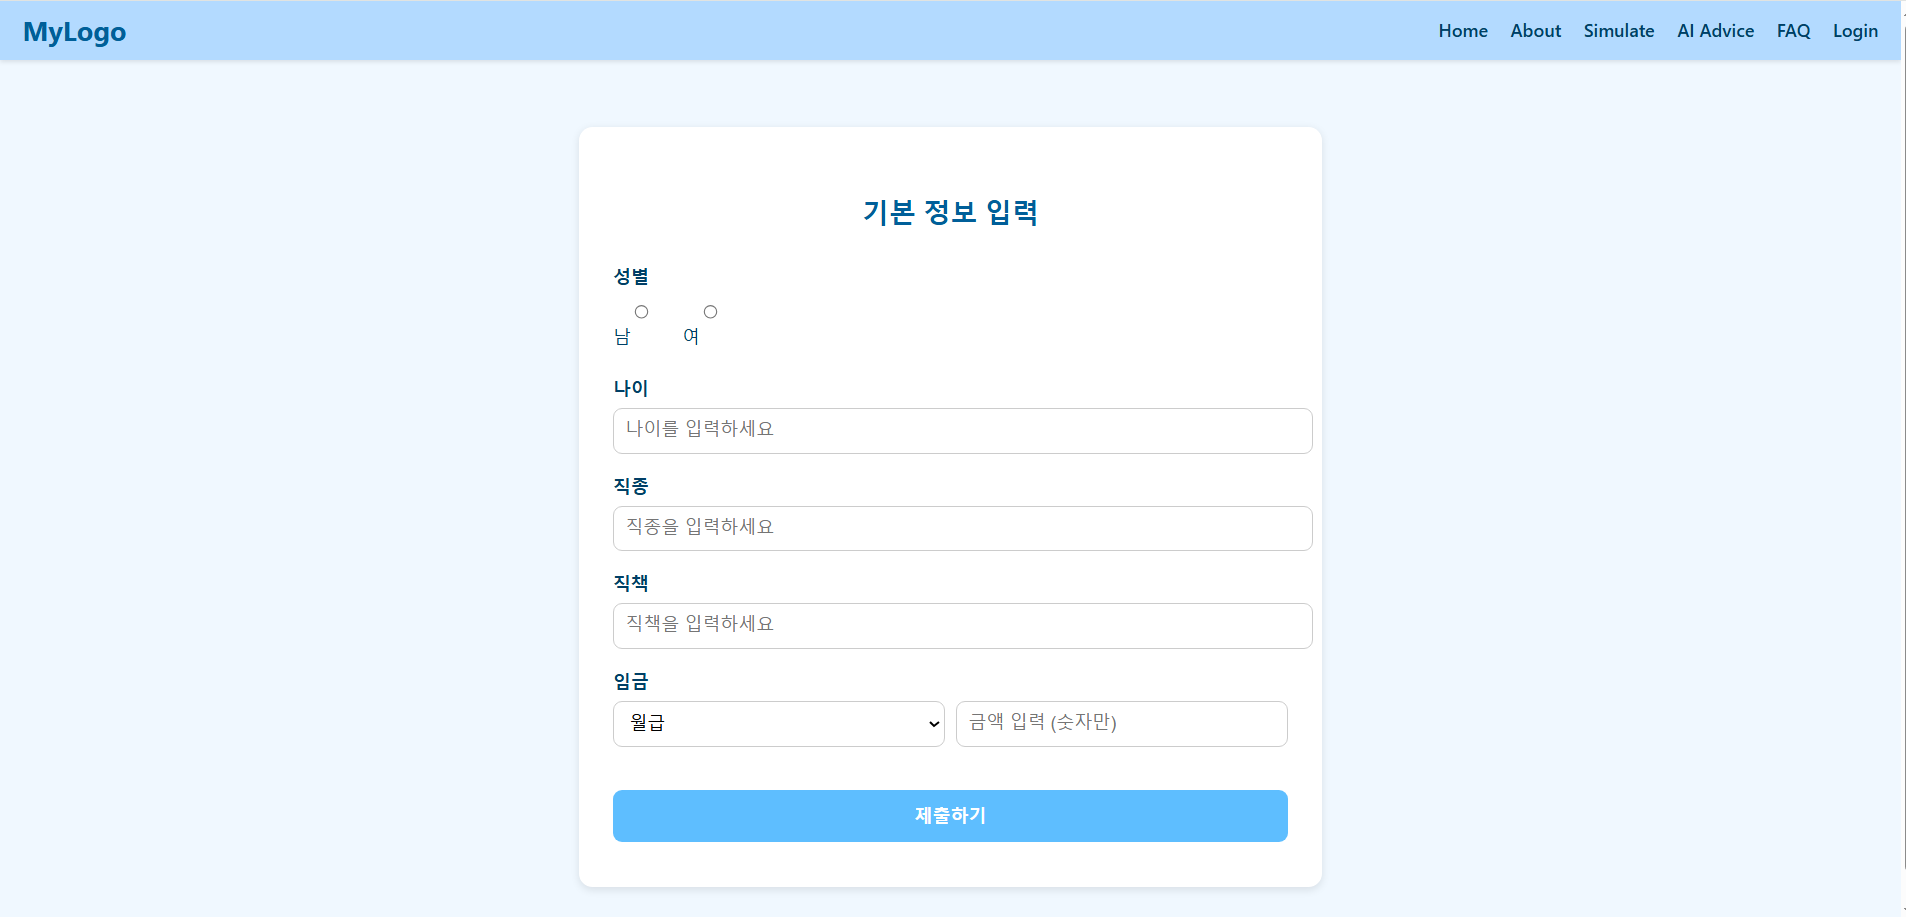 MyLogo
Home About Simulate AI Advice FAQ Login
기본 정보 입력
성별
남 여
나이
나이를 입력하세요
직종
직종을 입력하세요
직책
직책을 입력하세요
임금
월급 금액 입력 (숫자만)
제출하기